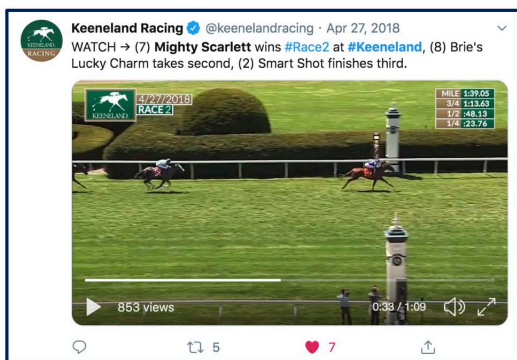 KEENELAND
RACING
Keeneland Racing @keenelandracing · Apr 27, 2018
WATCH → (7) Mighty Scarlett wins #Race2 at #Keeneland, (8) Brie's
Lucky Charm takes second, (2) Smart Shot finishes third.
KEENELAND
4/27/2018
RACE 2
MILE 1:39.05
3/4 1:13.63
1/2 :48.13
1/4 :23.76
853 views
0:33 / 1:09
5
7